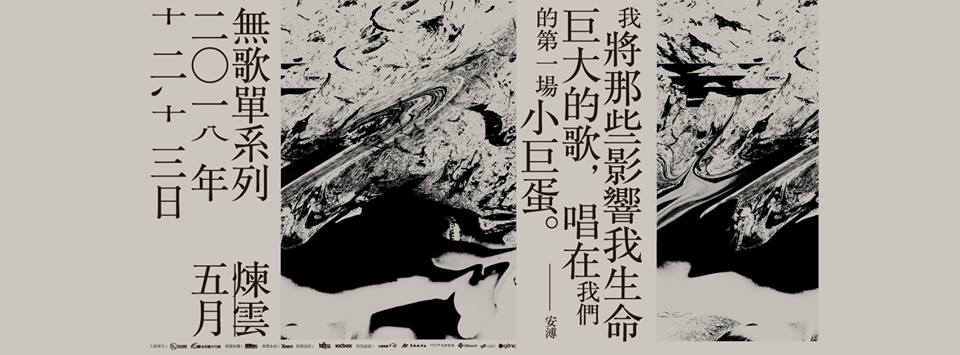 我將那些影響我生命
巨大的歌，唱在我們
的第一場小巨蛋。
——安溥
無歌單系列 煉雲
二〇一八年 五月
十二、十三日
KKBOX